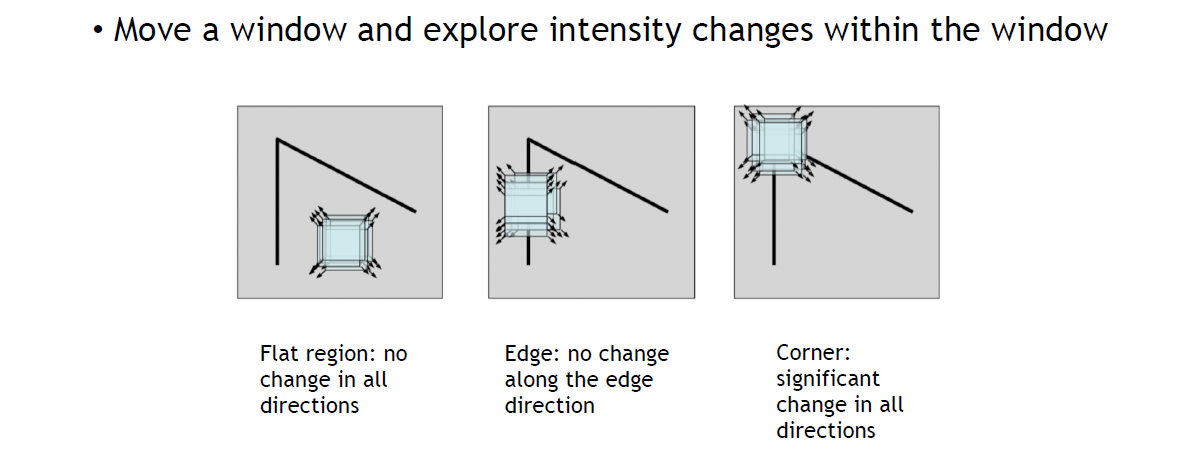 • Move a window and explore intensity changes within the window
Flat region: no
change in all
directions
Edge: no change
along the edge
direction
Corner:
significant
change in all
directions